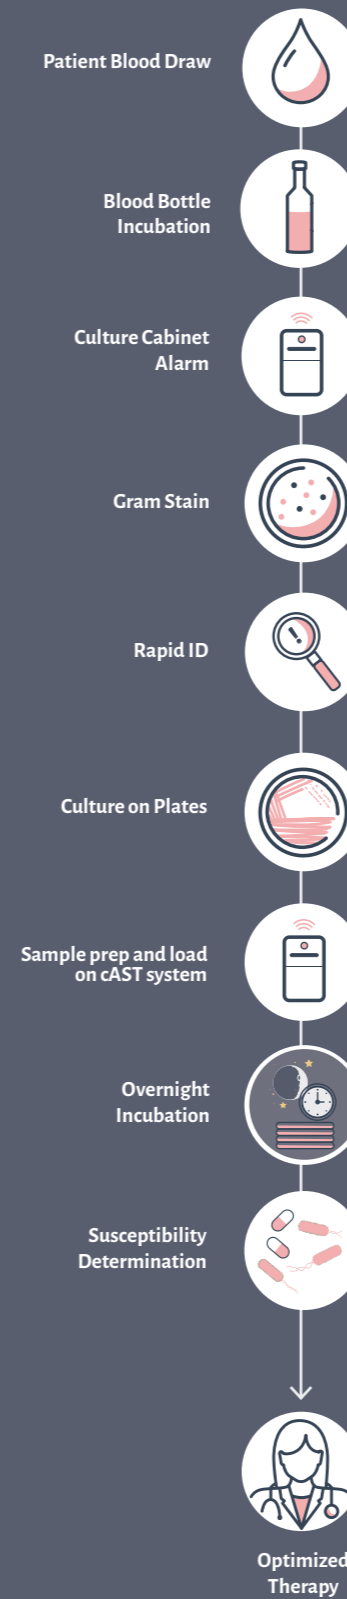 Patient Blood Draw
Blood Bottle
Incubation
Culture Cabinet
Alarm
Gram Stain
Rapid ID
Culture on Plates
Sample prep and load
on cAST system
Overnight
Incubation
Susceptibility
Determination
Optimized
Therapy